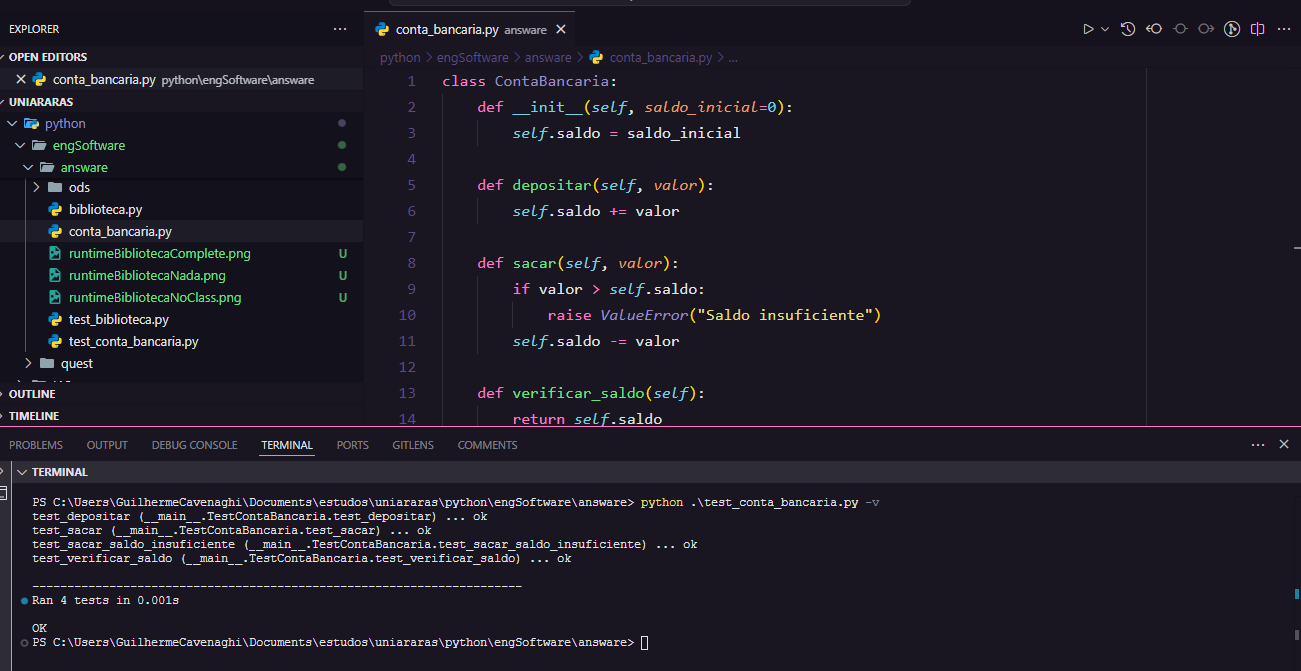 EXPLORER
OPEN EDITORS
conta_bancaria.py python\engSoftware\answare
UNIARARAS
python
engSoftware
answare
ods
biblioteca.py
conta_bancaria.py
runtimeBibliotecaComplete.png U
runtimeBibliotecaNada.png U
runtimeBibliotecaNoClass.png U
test_biblioteca.py
test_conta_bancaria.py
quest
OUTLINE
TIMELINE
conta_bancaria.py answare
python > engSoftware > answare > conta_bancaria.py > ...
1 class ContaBancaria:
2 def __init__(self, saldo_inicial=0):
3 self.saldo = saldo_inicial
4
5 def depositar(self, valor):
6 self.saldo += valor
7
8 def sacar(self, valor):
9 if valor > self.saldo:
10 raise ValueError("Saldo insuficiente")
11 self.saldo -= valor
12
13 def verificar_saldo(self):
14 return self.saldo
PROBLEMS OUTPUT DEBUG CONSOLE TERMINAL PORTS GITLENS COMMENTS
TERMINAL
PS C:\Users\GuilhermeCavenaghi\Documents\estudos\uniararas\python\engSoftware\answare> python .\test_conta_bancaria.py -v
test_depositar (__main__.TestContaBancaria.test_depositar) ... ok
test_sacar (__main__.TestContaBancaria.test_sacar) ... ok
test_sacar_saldo_insuficiente (__main__.TestContaBancaria.test_sacar_saldo_insuficiente) ... ok
test_verificar_saldo (__main__.TestContaBancaria.test_verificar_saldo) ... ok
----------------------------------------------------------------------
Ran 4 tests in 0.001s
OK
PS C:\Users\GuilhermeCavenaghi\Documents\estudos\uniararas\python\engSoftware\answare>